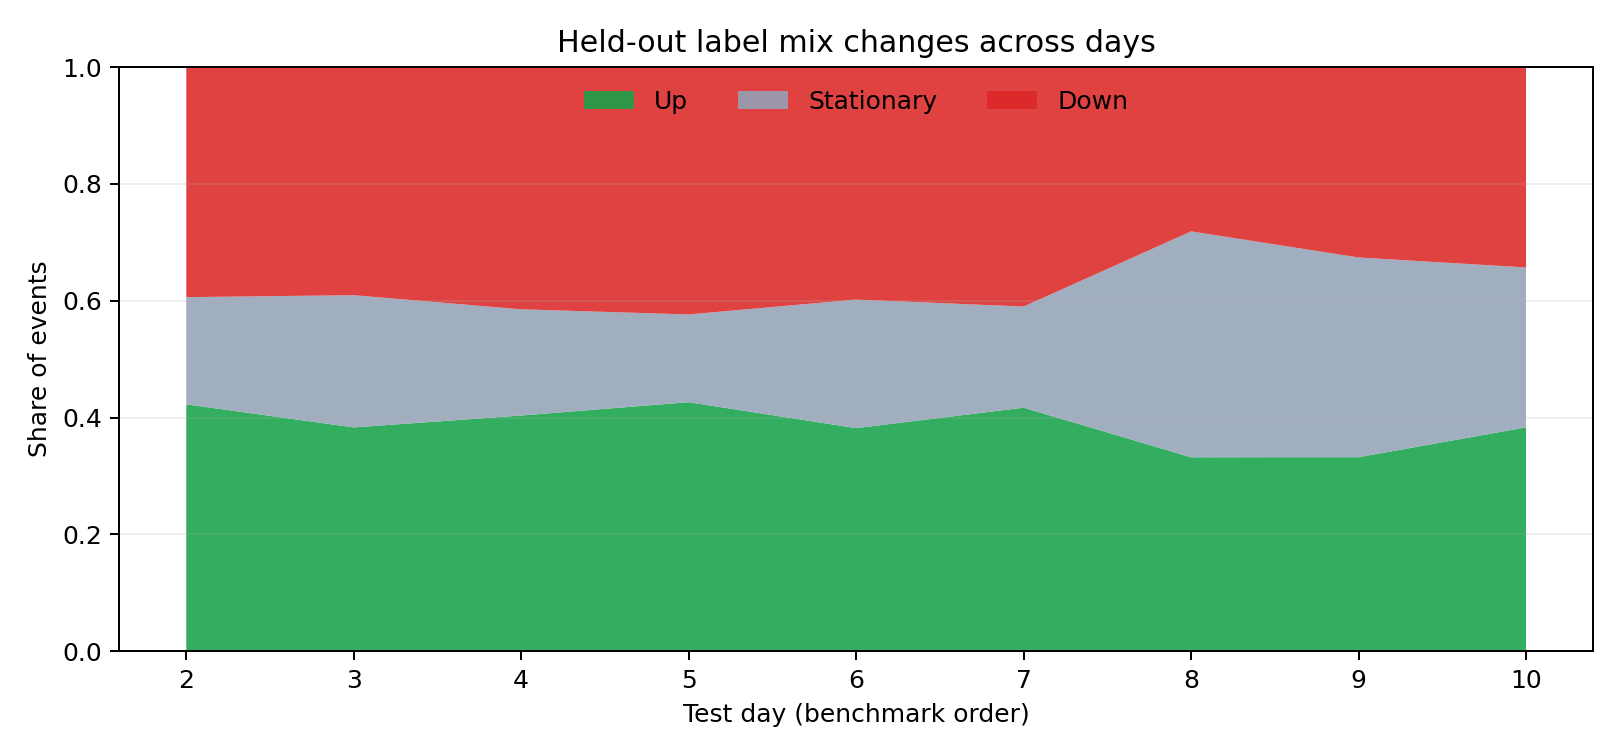 Held-out label mix changes across days
Up Stationary Down
1.0
0.8
0.6
0.4
0.2
0.0
Share of events
2 3 4 5 6 7 8 9 10
Test day (benchmark order)